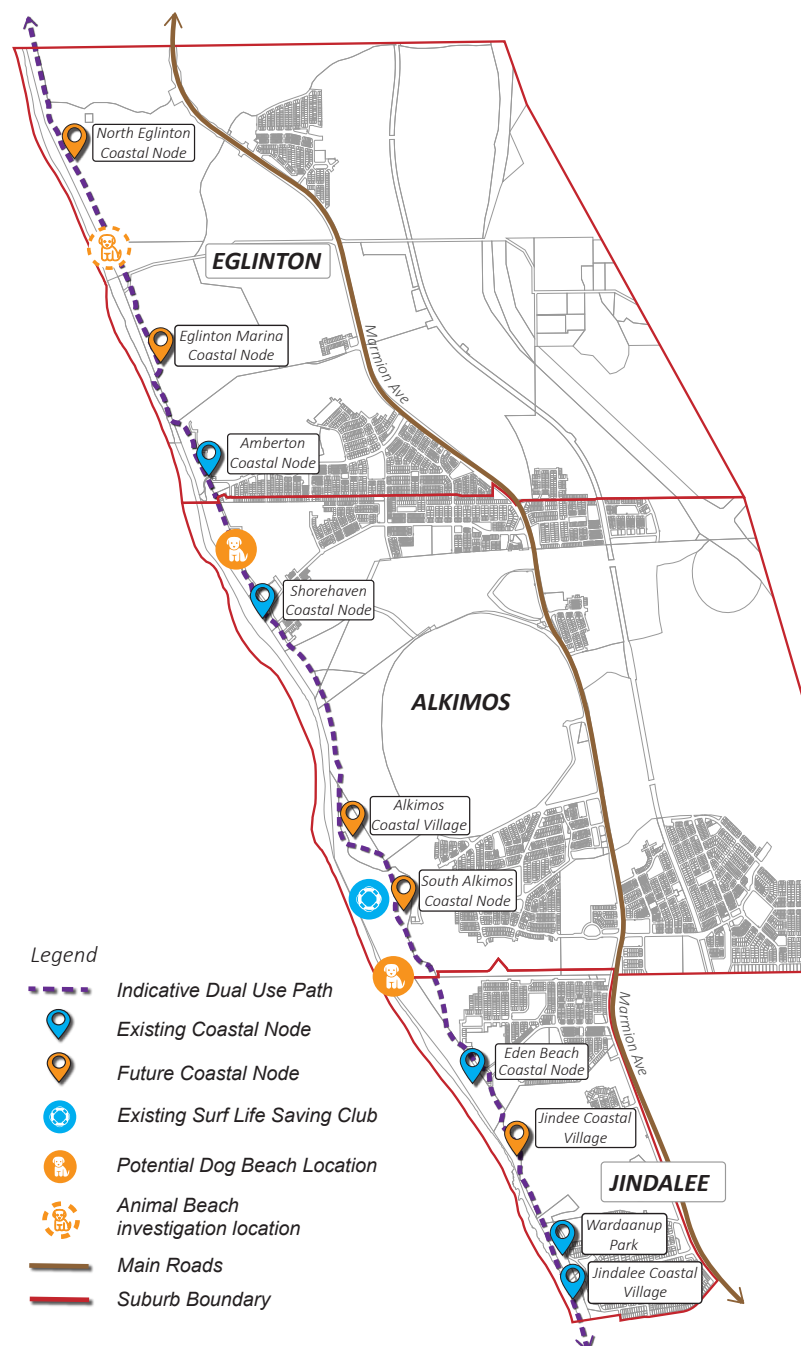 North Eglinton
Coastal Node
EGLINTON
Eglinton Marina
Coastal Node
Marmion Ave
Amberton
Coastal Node
Shorehaven
Coastal Node
ALKIMOS
Alkimos
Coastal Village
South Alkimos
Coastal Node
Legend
Indicative Dual Use Path
Existing Coastal Node
Future Coastal Node
Existing Surf Life Saving Club
Potential Dog Beach Location
Animal Beach
investigation location
Main Roads
Suburb Boundary
Marmion Ave
Eden Beach
Coastal Node
Jindee Coastal
Village
JINDALEE
Wardaanup
Park
Jindalee Coastal
Village